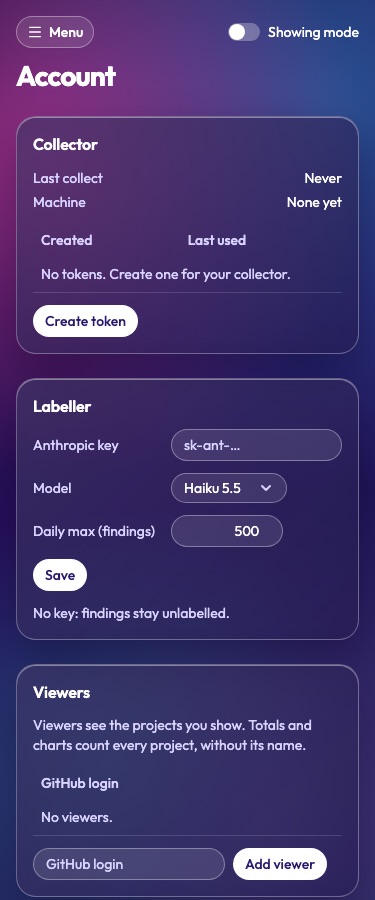 Menu
Showing mode
Account
Collector
Last collect Never
Machine None yet
Created Last used
No tokens. Create one for your collector.
Create token
Labeller
Anthropic key sk-ant-...
Model Haiku 5.5
Daily max (findings) 500
Save
No key: findings stay unlabelled.
Viewers
Viewers see the projects you show. Totals and
charts count every project, without its name.
GitHub login
No viewers.
GitHub login Add viewer